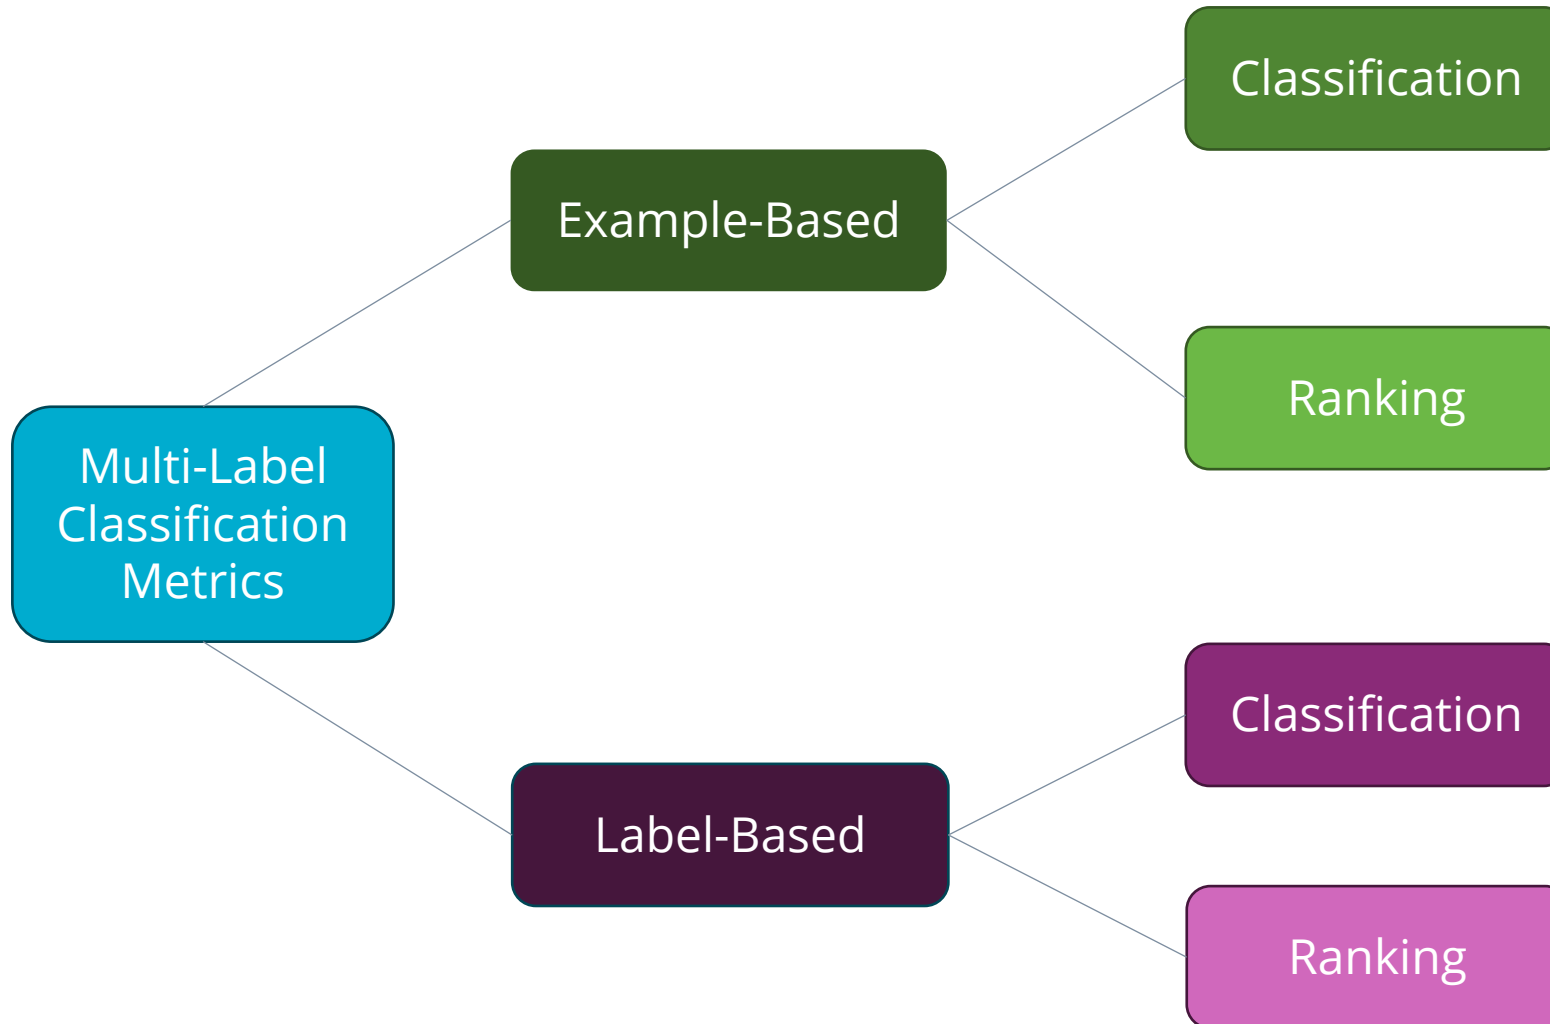 Classification
Example-Based
Ranking
Multi-Label
Classification
Metrics
Classification
Label-Based
Ranking